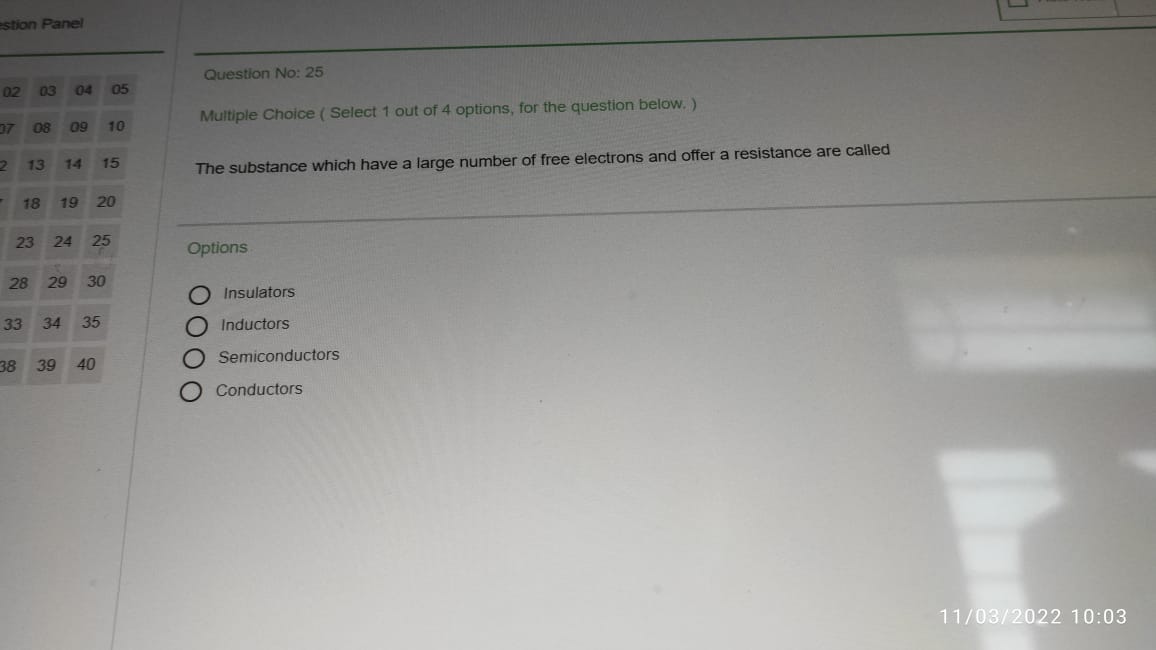 estion Panel
02 03 04 05
07 08 09 10
2 13 14 15
18 19 20
23 24 25
28 29 30
33 34 35
38 39 40
Question No: 25
Multiple Choice ( Select 1 out of 4 options, for the question below. )
The substance which have a large number of free electrons and offer a resistance are called
Options
Insulators
Inductors
Semiconductors
Conductors
11/03/2022 10:03